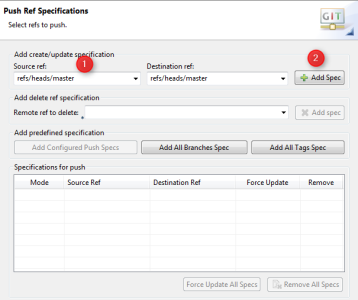 Push Ref Specifications
Select refs to push.
GIT
Add create/update specification
Source ref:
Destination ref:
1
2
refs/heads/master
refs/heads/master
Add Spec
Add delete ref specification
Remote ref to delete:
Add spec
Add predefined specification
Add Configured Push Specs
Add All Branches Spec
Add All Tags Spec
Specifications for push
Mode Source Ref Destination Ref Force Update Remove
Force Update All Specs
Remove All Specs